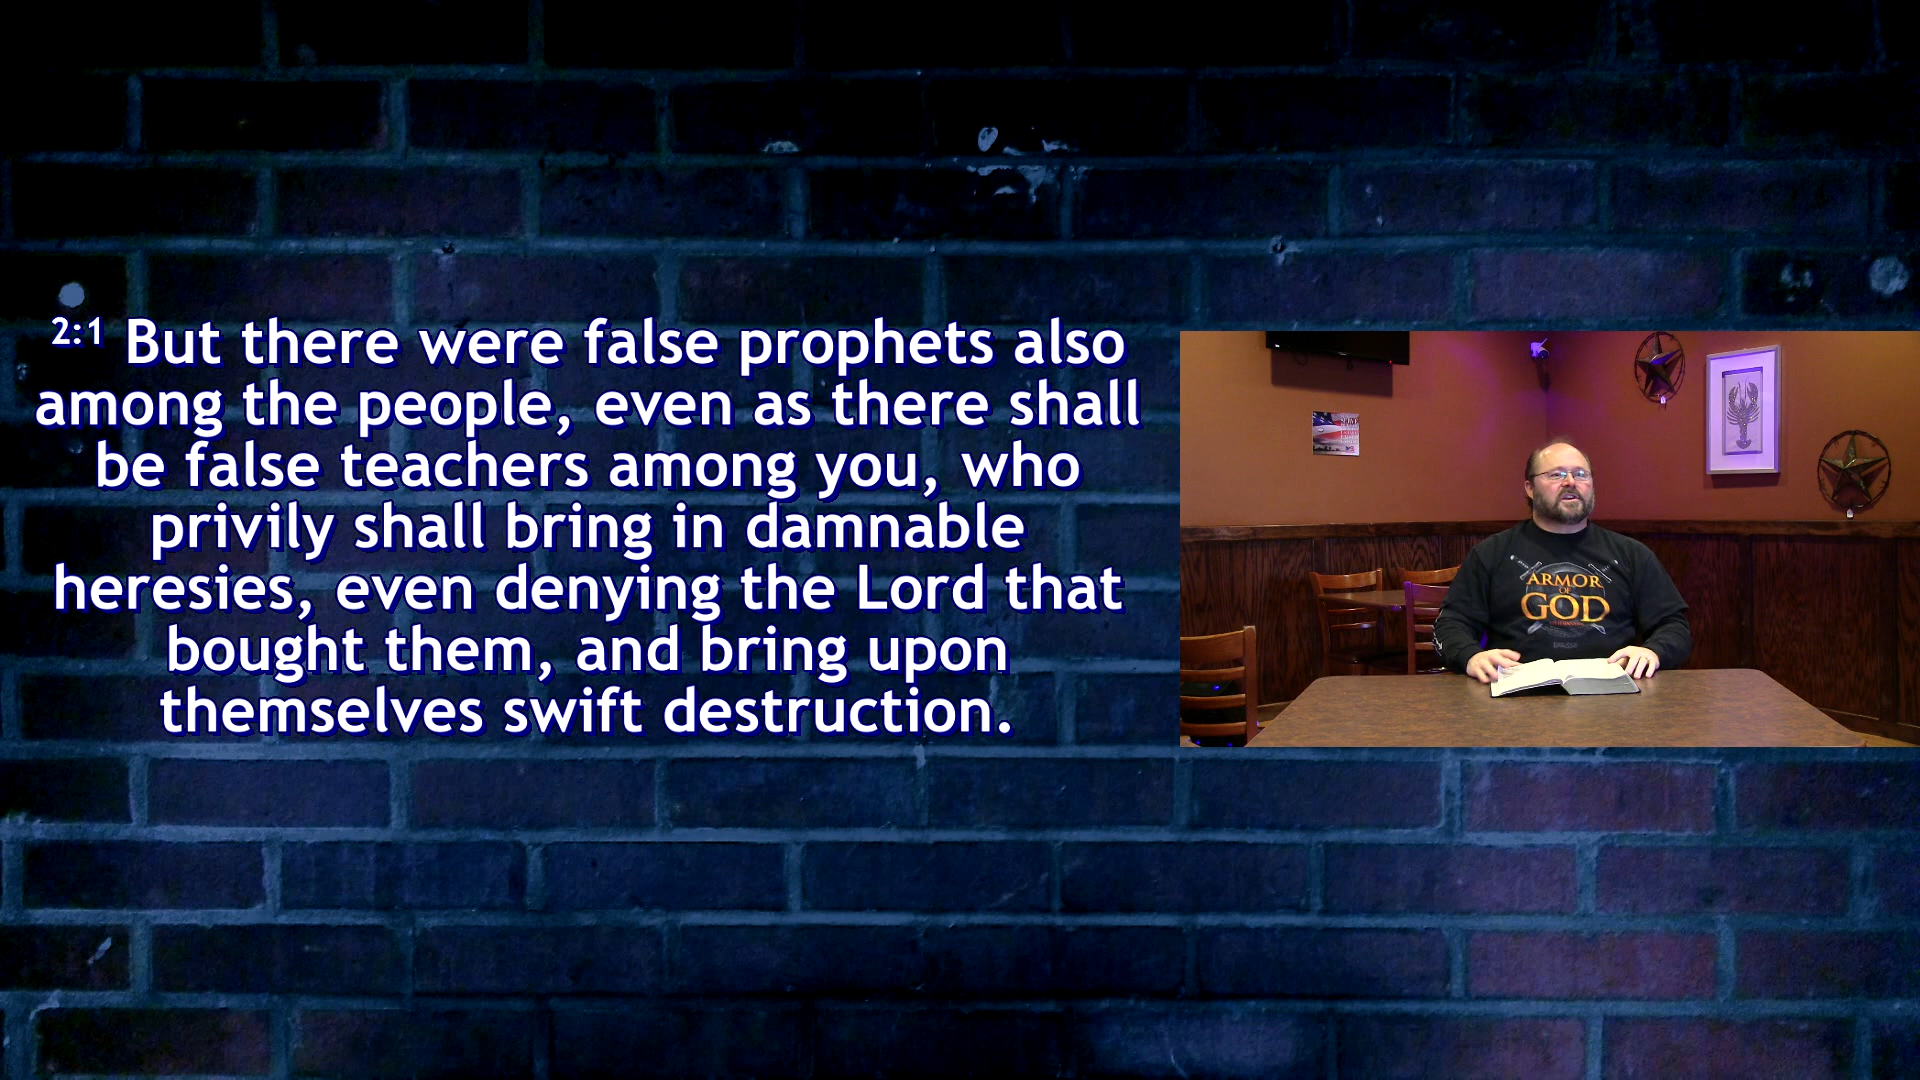 2:1 But there were false prophets also
among the people, even as there shall
be false teachers among you, who
privily shall bring in damnable
heresies, even denying the Lord that
bought them, and bring upon
themselves swift destruction.
ARMOR
OF
GOD